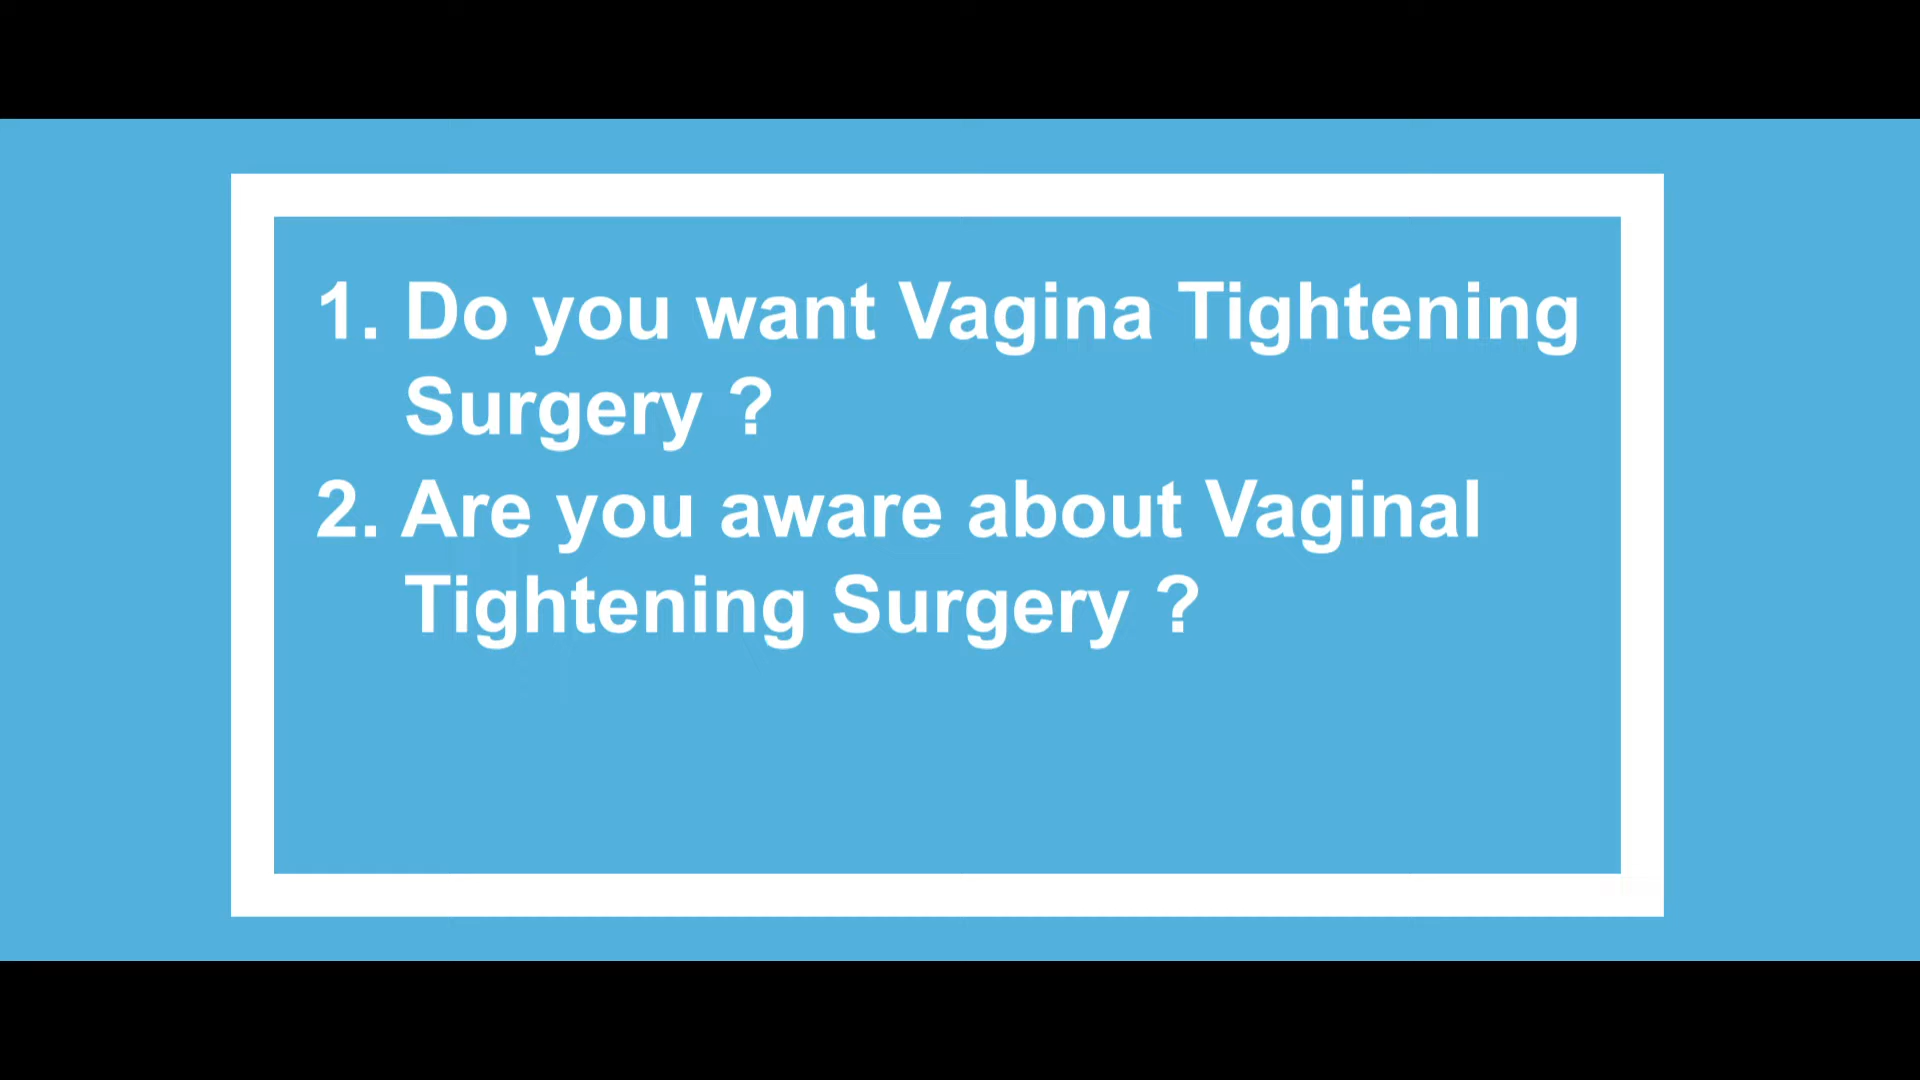 1. Do you want Vagina Tightening
Surgery ?
2. Are you aware about Vaginal
Tightening Surgery ?